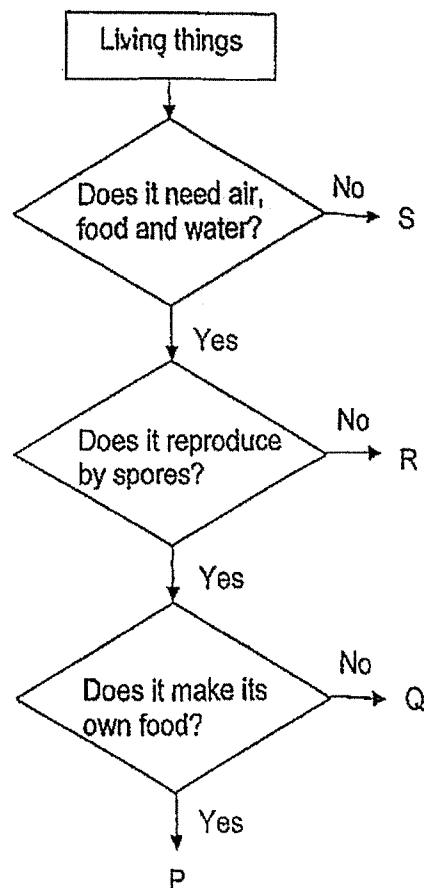 Living things
Does it need air,
food and water?
No
S
Yes
Does it reproduce
by spores?
No
R
Yes
Does it make its
own food?
No
Q
Yes
P